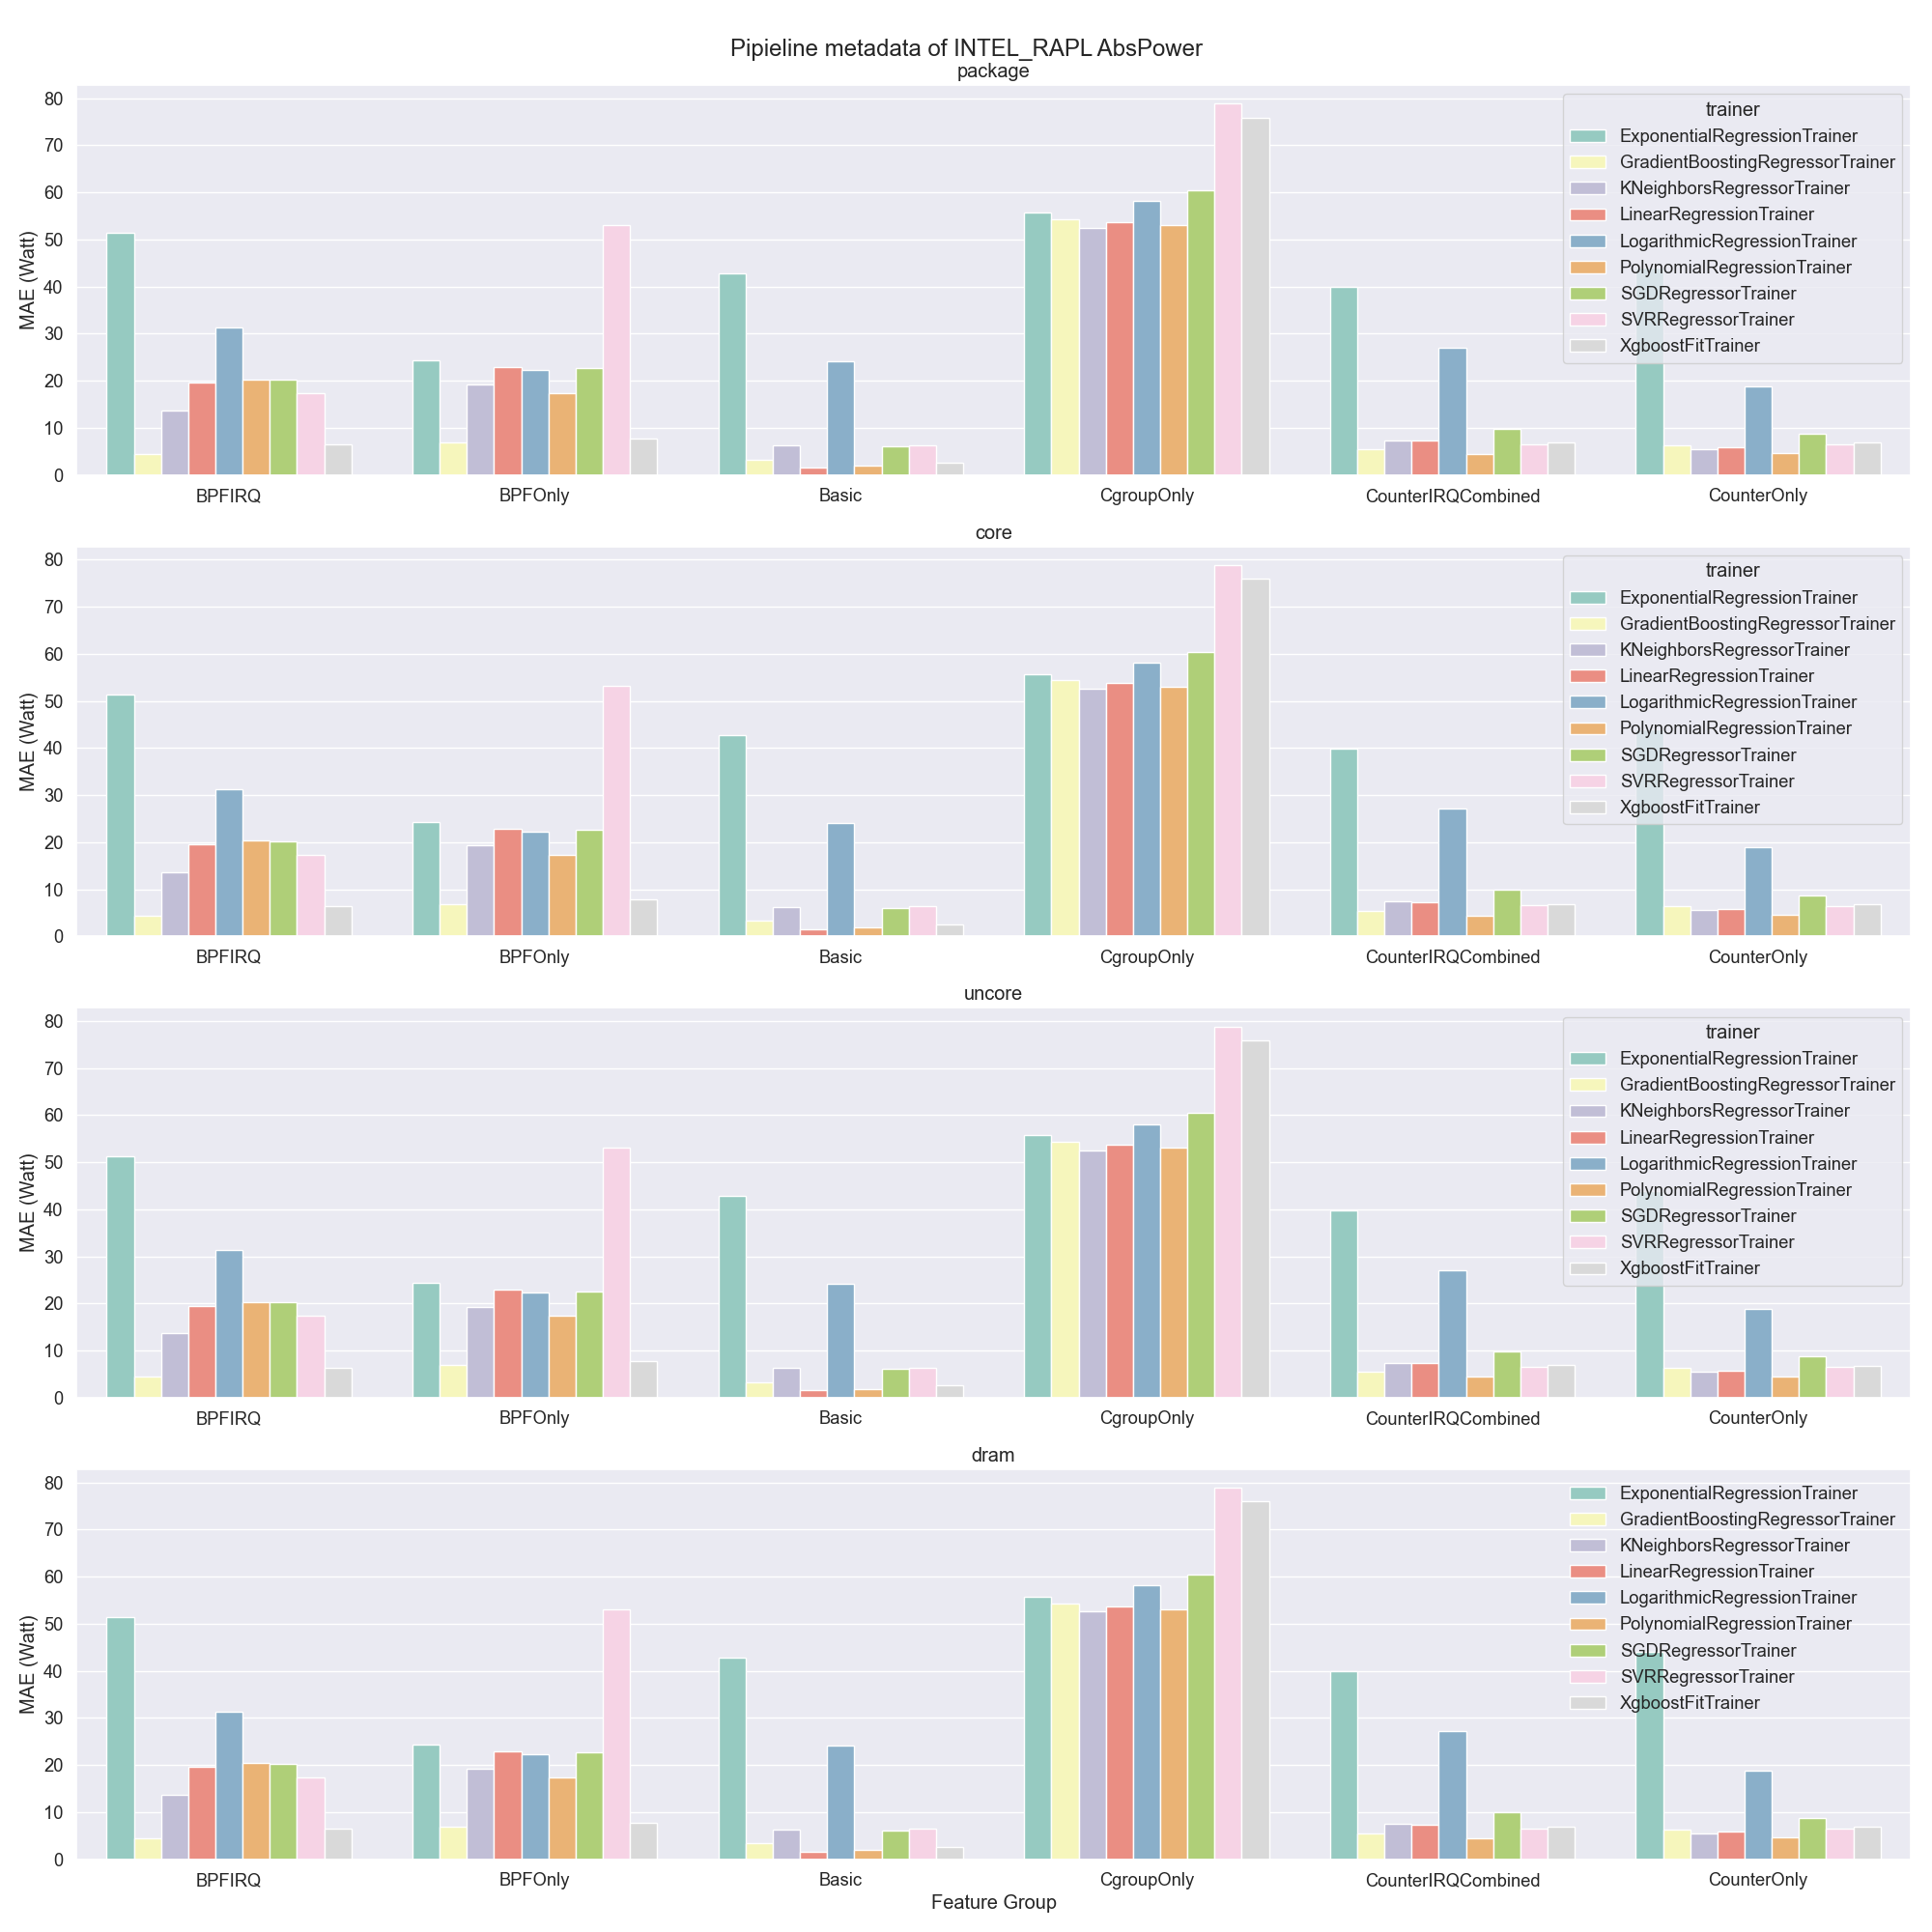 Pipieline metadata of INTEL_RAPL AbsPower
package
80
70
60
50
40
30
20
10
0
MAE (Watt)
trainer
ExponentialRegressionTrainer
GradientBoostingRegressorTrainer
KNeighborsRegressorTrainer
LinearRegressionTrainer
LogarithmicRegressionTrainer
PolynomialRegressionTrainer
SGDRegressorTrainer
SVRRegressorTrainer
XgboostFitTrainer
BPFIRQ BPFOnly Basic CgroupOnly CounterIRQCombined CounterOnly
core
80
70
60
50
40
30
20
10
0
MAE (Watt)
trainer
ExponentialRegressionTrainer
GradientBoostingRegressorTrainer
KNeighborsRegressorTrainer
LinearRegressionTrainer
LogarithmicRegressionTrainer
PolynomialRegressionTrainer
SGDRegressorTrainer
SVRRegressorTrainer
XgboostFitTrainer
BPFIRQ BPFOnly Basic CgroupOnly CounterIRQCombined CounterOnly
uncore
80
70
60
50
40
30
20
10
0
MAE (Watt)
trainer
ExponentialRegressionTrainer
GradientBoostingRegressorTrainer
KNeighborsRegressorTrainer
LinearRegressionTrainer
LogarithmicRegressionTrainer
PolynomialRegressionTrainer
SGDRegressorTrainer
SVRRegressorTrainer
XgboostFitTrainer
BPFIRQ BPFOnly Basic CgroupOnly CounterIRQCombined CounterOnly
dram
80
70
60
50
40
30
20
10
0
MAE (Watt)
ExponentialRegressionTrainer
GradientBoostingRegressorTrainer
KNeighborsRegressorTrainer
LinearRegressionTrainer
LogarithmicRegressionTrainer
PolynomialRegressionTrainer
SGDRegressorTrainer
SVRRegressorTrainer
XgboostFitTrainer
BPFIRQ BPFOnly Basic CgroupOnly CounterIRQCombined CounterOnly
Feature Group